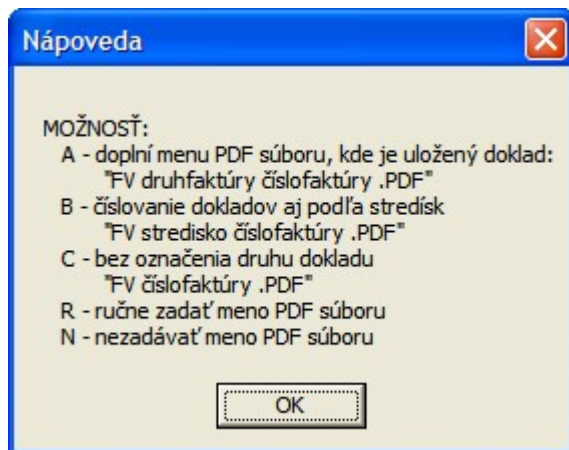 Nápoveda
MOŽNOSŤ:
A - doplní menu PDF súboru, kde je uložený doklad:
"FV druhfaktúry číslofaktúry .PDF"
B - číslovanie dokladov aj podľa stredísk
"FV stredisko číslofaktúry .PDF"
C - bez označenia druhu dokladu
"FV číslofaktúry .PDF"
R - ručne zadať meno PDF súboru
N - nezadávať meno PDF súboru
OK